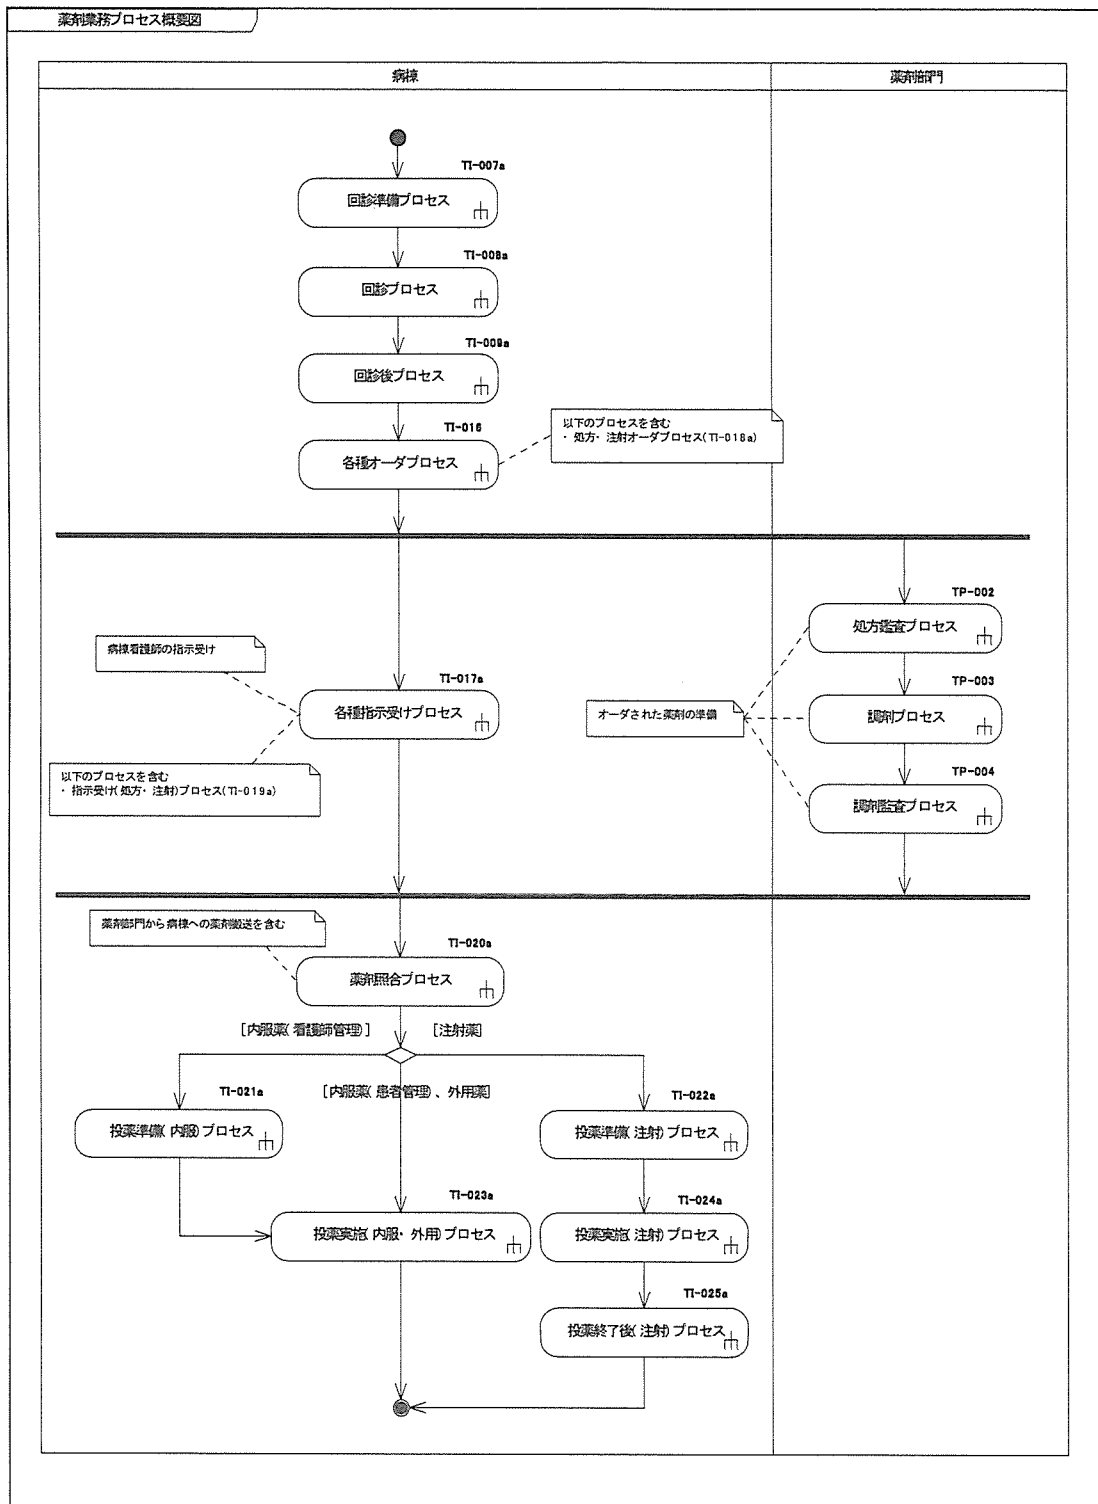 薬剤業務プロセス概要図
病棟
薬剤部門
TI-007a
回診準備プロセス
TI-008a
回診プロセス
TI-009a
回診後プロセス
TI-016
各種オーダプロセス
以下のプロセスを含む
・処方・注射オーダプロセス(TI-018a)
TP-002
処方鑑査プロセス
病棟看護師の指示受け
TI-017a
各種指示受けプロセス
TP-003
調剤プロセス
オーダされた薬剤の準備
以下のプロセスを含む
・指示受け(処方・注射)プロセス(TI-019a)
TP-004
調剤監査プロセス
薬剤部門から病棟への薬剤搬送を含む
TI-020a
薬剤照合プロセス
[内服薬(看護師管理)]
[注射薬]
[内服薬(患者管理)、外用薬]
TI-021a
投薬準備(内服)プロセス
TI-022a
投薬準備(注射)プロセス
TI-023a
投薬実施(内服・外用)プロセス
TI-024a
投薬実施(注射)プロセス
TI-025a
投薬終了後(注射)プロセス